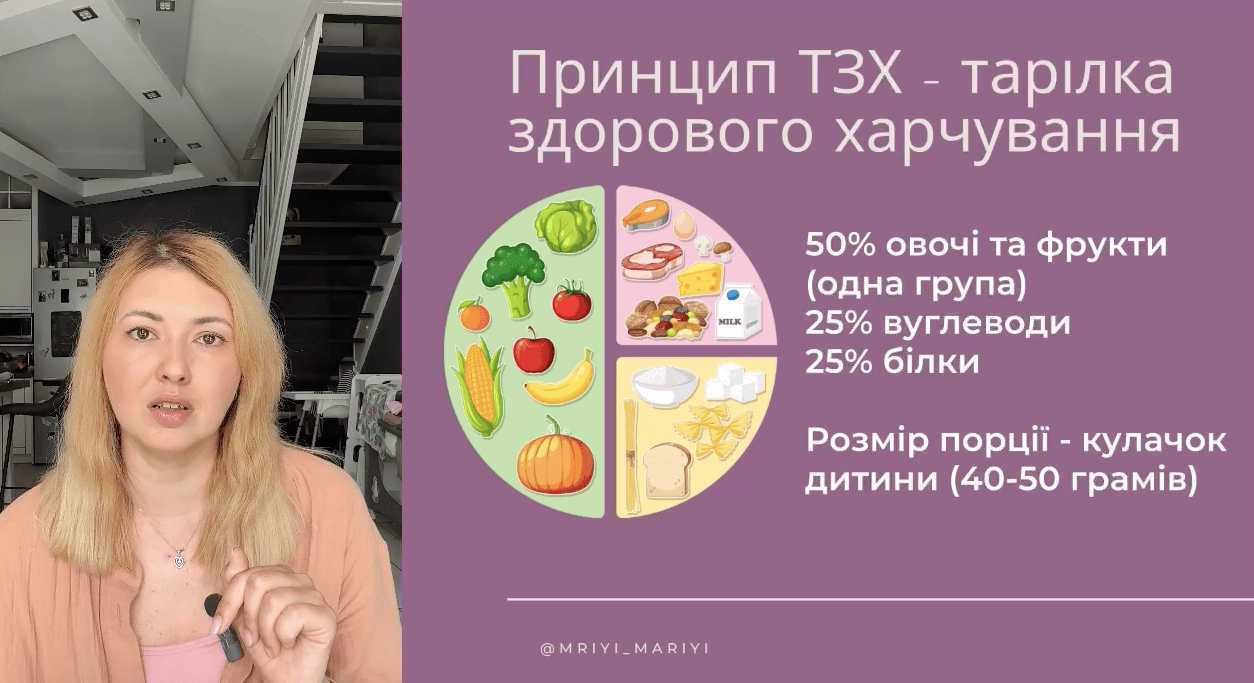 Принцип ТЗХ - тарілка
здорового харчування
MILK
50% овочі та фрукти
(одна група)
25% вуглеводи
25% білки
Розмір порції - кулачок
дитини (40-50 грамів)
@MRIYI_MARIYI